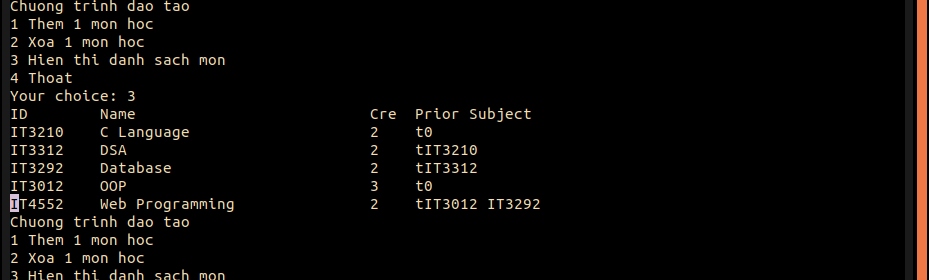 Chuong trinh dao tao
1 Them 1 mon hoc
2 Xoa 1 mon hoc
3 Hien thi danh sach mon
4 Thoat
Your choice: 3
ID Name Cre Prior Subject
IT3210 C Language 2 t0
IT3312 DSA 2 tIT3210
IT3292 Database 2 tIT3312
IT3012 OOP 3 t0
IT4552 Web Programming 2 tIT3012 IT3292
Chuong trinh dao tao
1 Them 1 mon hoc
2 Xoa 1 mon hoc
3 Hien thi danh sach mon